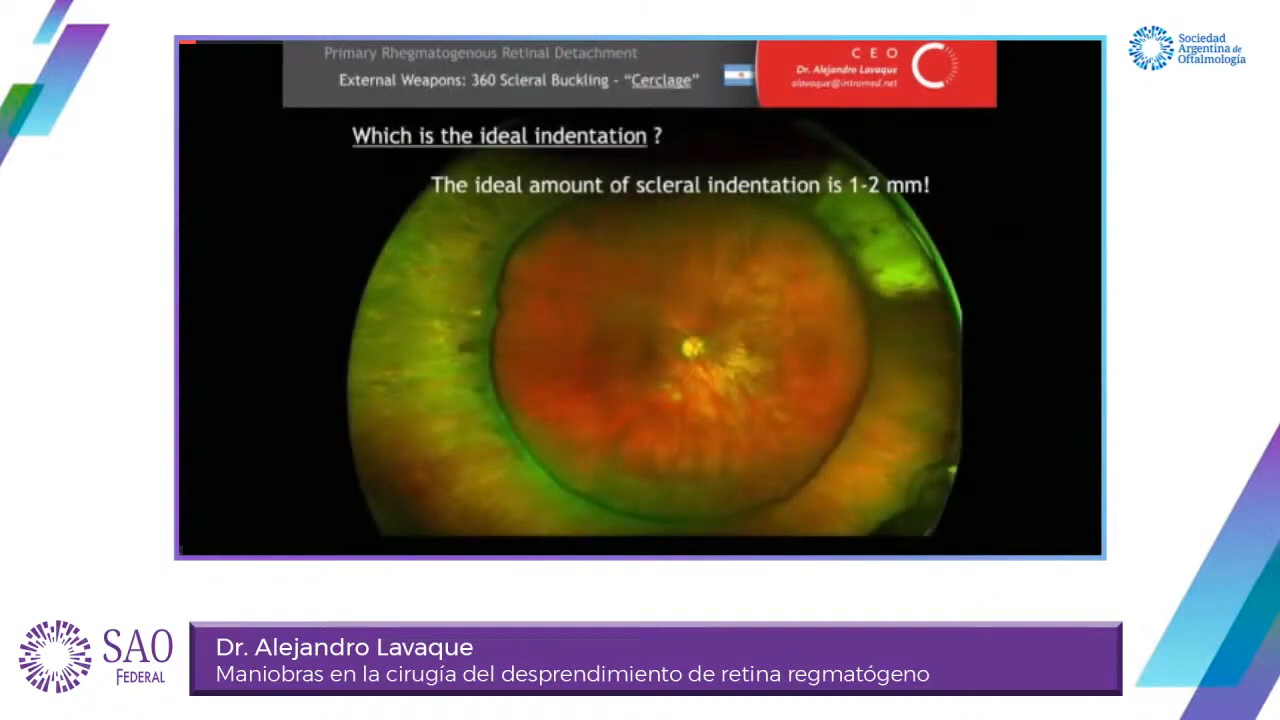 Primary Rhegmatogenous Retinal Detachment
External Weapons: 360 Scleral Buckling - “Cerclage”
C E O
Dr. Alejandro Lavaque
alavaque@intramed.net
Sociedad
Argentina de
Oftalmología
Which is the ideal indentation ?
The ideal amount of scleral indentation is 1-2 mm!
SAO
FEDERAL
Dr. Alejandro Lavaque
Maniobras en la cirugía del desprendimiento de retina regmatógeno